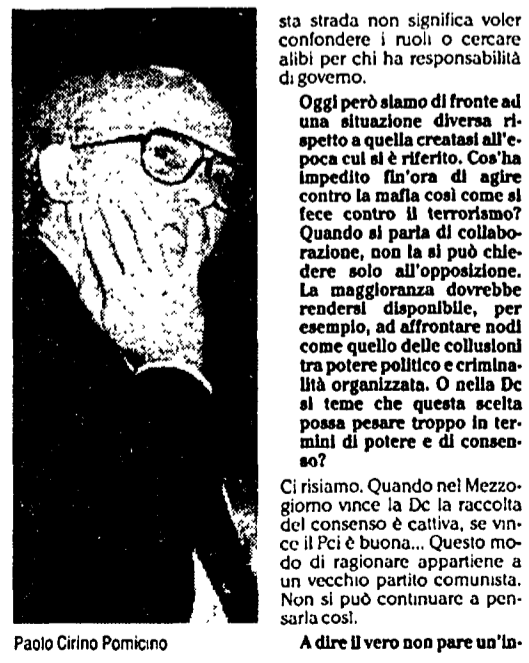 sta strada non significa voler
confondere i ruoli o cercare
alibi per chi ha responsabilità
di governo.
Oggi però siamo di fronte ad
una situazione diversa ri-
spetto a quella creatasi all'e-
poca cui si è riferito. Cos'ha
impedito fin'ora di agire
contro la mafia così come si
fece contro il terrorismo?
Quando si parla di collabo-
razione, non la si può chie-
dere solo all'opposizione.
La maggioranza dovrebbe
rendersi disponibile, per
esempio, ad affrontare nodi
come quello delle collusioni
tra potere politico e crimina-
lità organizzata. O nella Dc
si teme che questa scelta
possa pesare troppo in ter-
mini di potere e di consen-
so?
Ci risiamo. Quando nel Mezzo-
giorno vince la Dc la raccolta
del consenso è cattiva, se vin-
ce il Pci è buona... Questo mo-
do di ragionare appartiene a
un vecchio partito comunista.
Non si può continuare a pen-
sarla così.
A dire il vero non pare un'in-
Paolo Cirino Pomicino